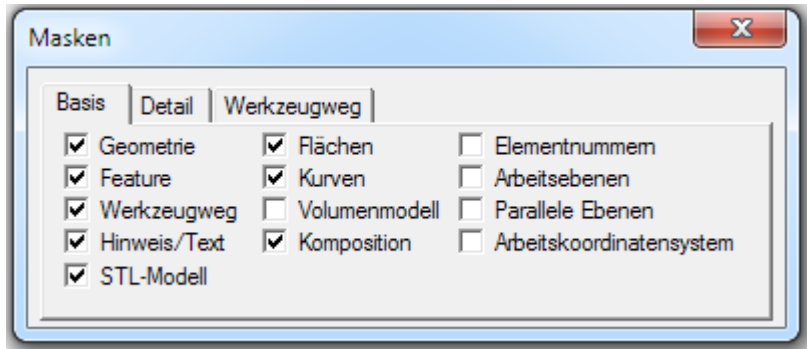 Masken
Basis Detail Werkzeugweg
Geometrie Flächen Elementnummern
Feature Kurven Arbeitsebenen
Werkzeugweg Volumenmodell Parallele Ebenen
Hinweis/Text Komposition Arbeitskoordinatensystem
STL-Modell